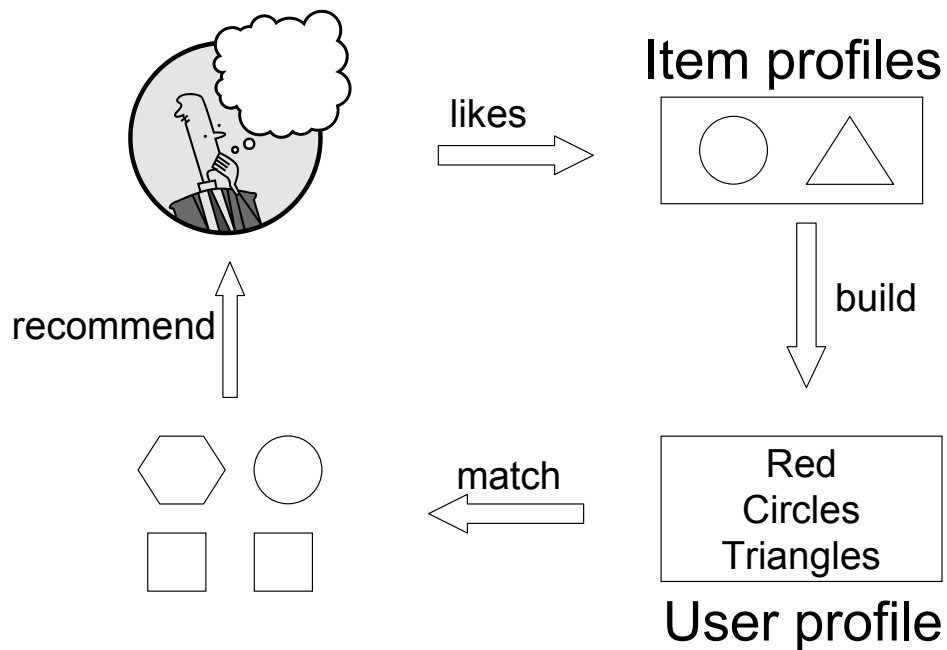 Item profiles
likes
build
recommend
match
Red
Circles
Triangles
User profile